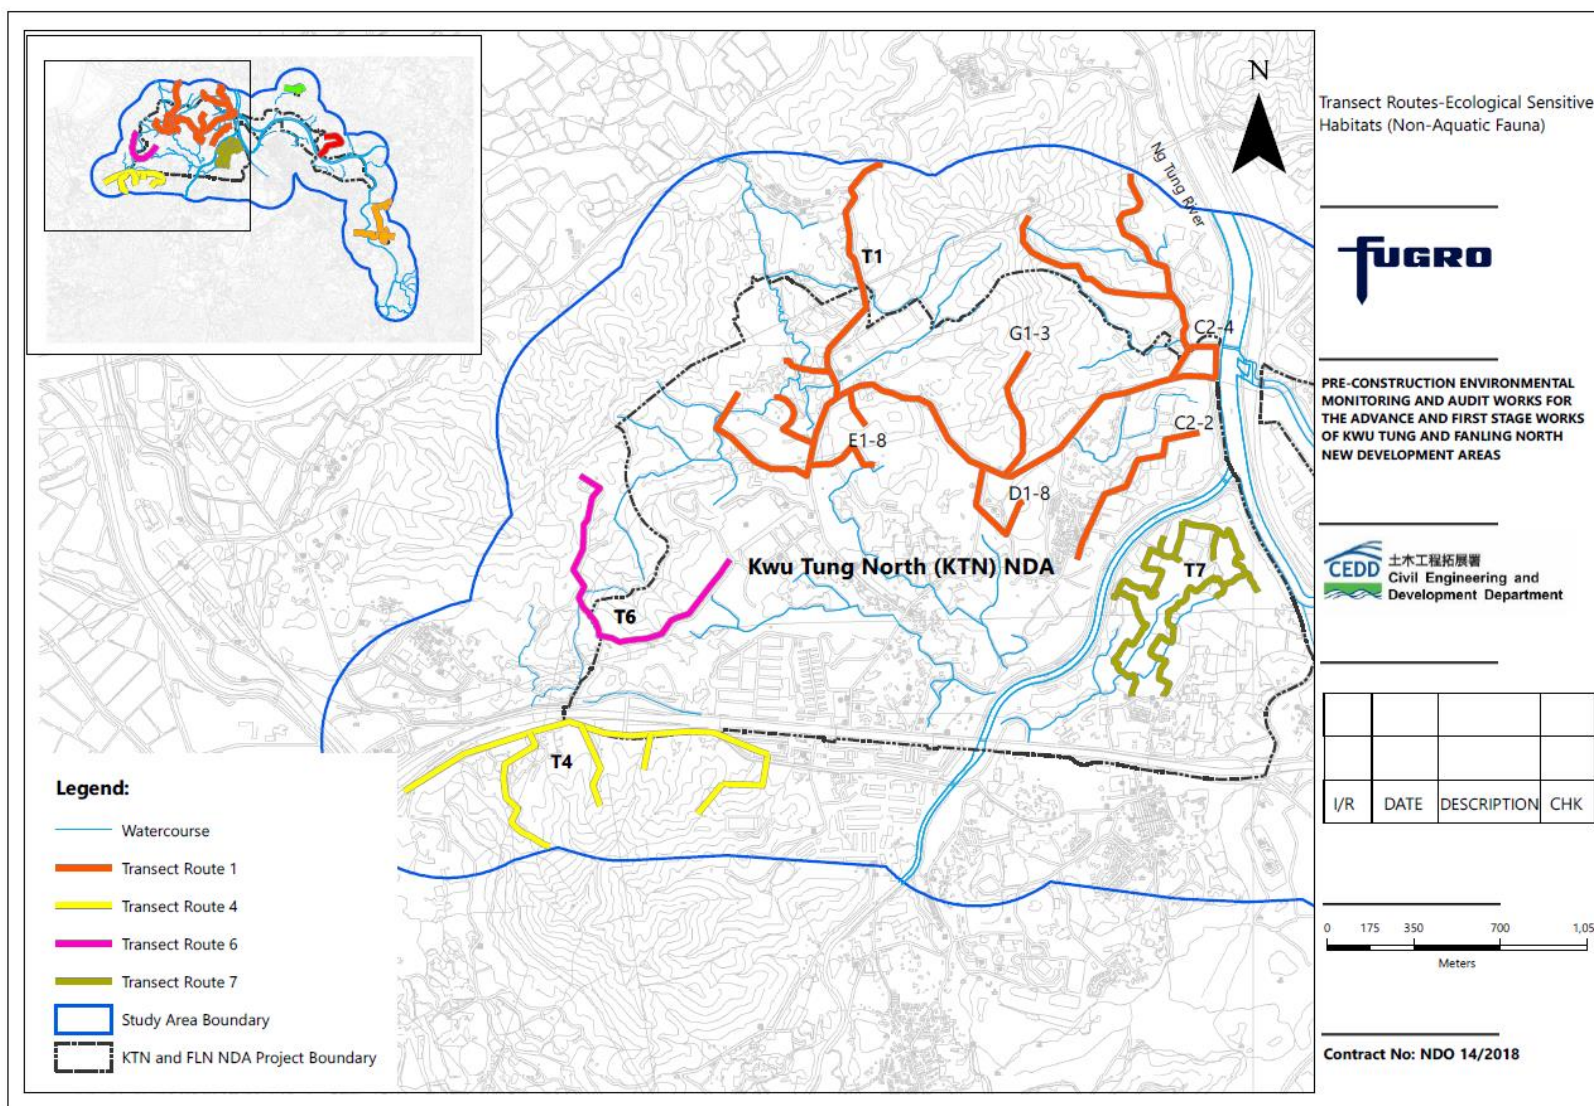 N
Ng Tung River
T1
G1-3
C2-4
C2-2
E1-8
D1-8
Kwu Tung North (KTN) NDA
T7
T6
T4
Legend:
Watercourse
Transect Route 1
Transect Route 4
Transect Route 6
Transect Route 7
Study Area Boundary
KTN and FLN NDA Project Boundary
Transect Routes-Ecological Sensitive
Habitats (Non-Aquatic Fauna)
FUGRO
PRE-CONSTRUCTION ENVIRONMENTAL
MONITORING AND AUDIT WORKS FOR
THE ADVANCE AND FIRST STAGE WORKS
OF KWU TUNG AND FANLING NORTH
NEW DEVELOPMENT AREAS
CEDD
土木工程拓展署
Civil Engineering and
Development Department
I/R DATE DESCRIPTION CHK
0 175 350 700 1,05
Meters
Contract No: NDO 14/2018